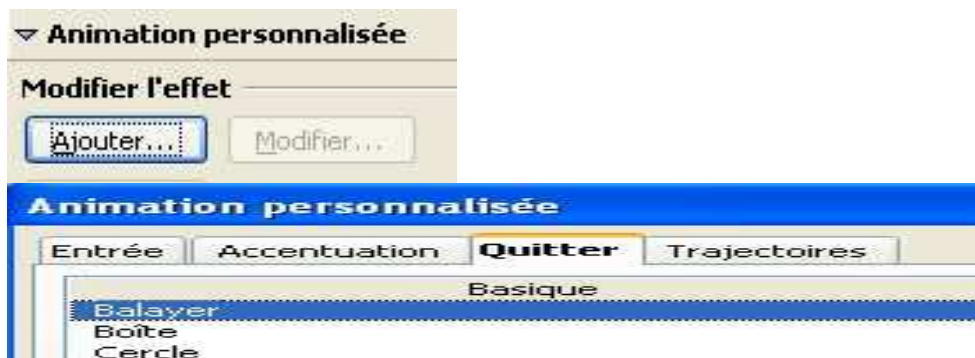 Animation personnalisée
Modifier l'effet
Ajouter... Modifier...
Animation personnalisée
Entrée Accentuation Quitter Trajectoires
Basique
Balayer
Boîte
Cercle